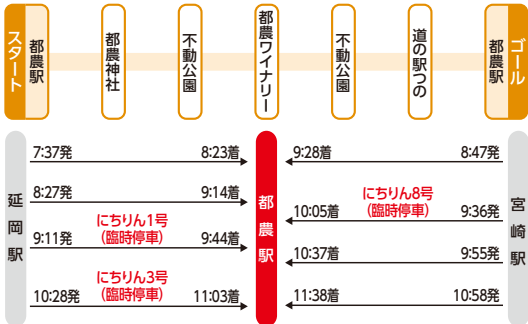 スタート
都農駅
都農神社
不動公園
都農ワイナリー
不動公園
道の駅つの
都農駅
ゴール
延岡駅
7:37発
8:23着
8:27発
9:14着
にちりん1号
(臨時停車)
9:11発
9:44着
にちりん3号
(臨時停車)
10:28発
11:03着
都農駅
9:28着
8:47発
にちりん8号
(臨時停車)
10:05着
9:36発
10:37着
9:55発
11:38着
10:58発
宮崎駅